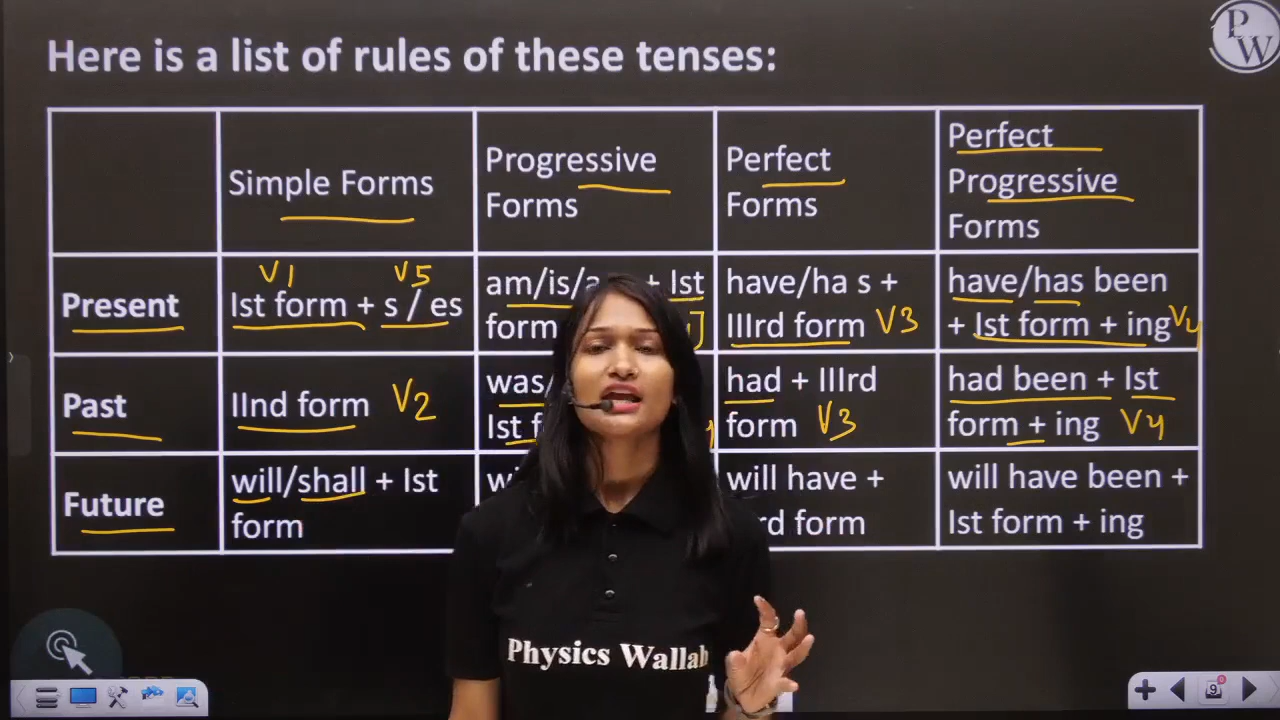 Here is a list of rules of these tenses:
PW
Simple Forms
Progressive
Forms
Perfect
Forms
Perfect
Progressive
Forms
V1 V5
Present
Ist form + s / es
am/is/a + Ist
form
have/ha s +
IIIrd form V3
have/has been
+ Ist form + ing V4
Past
IInd form V2
was/
Ist f
had + IIIrd
form V3
had been + Ist
form + ing V4
Future
will/shall + Ist
form
will have +
rd form
will have been +
Ist form + ing
Physics Wallah
9